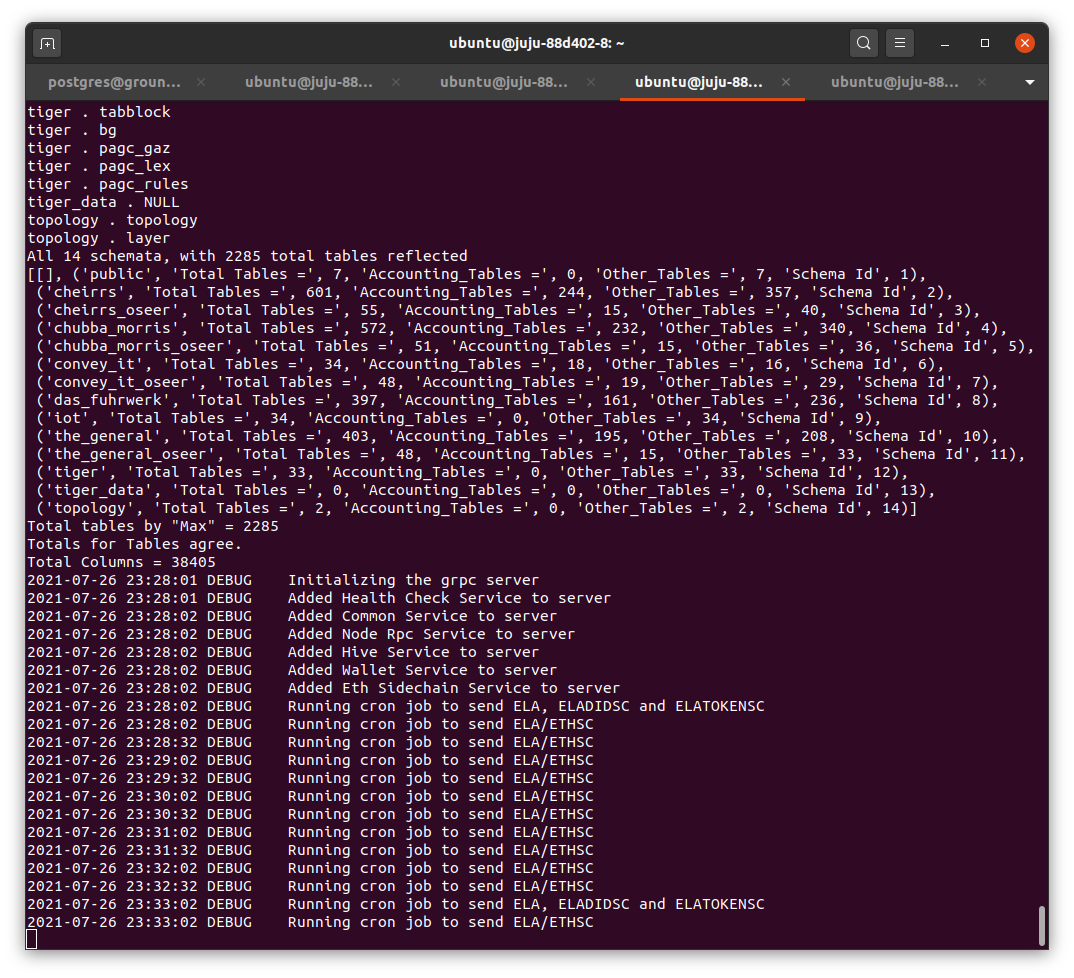 ubuntu@juju-88d402-8: ~
postgres@groun... ubuntu@juju-88... ubuntu@juju-88... ubuntu@juju-88... ubuntu@juju-88...
tiger . tabblock
tiger . bg
tiger . pagc_gaz
tiger . pagc_lex
tiger . pagc_rules
tiger_data . NULL
topology . topology
topology . layer
All 14 schemata, with 2285 total tables reflected
[[], ('public', 'Total Tables =', 7, 'Accounting_Tables =', 0, 'Other_Tables =', 7, 'Schema Id', 1),
('cheirrs', 'Total Tables =', 601, 'Accounting_Tables =', 244, 'Other_Tables =', 357, 'Schema Id', 2),
('cheirrs_oseer', 'Total Tables =', 55, 'Accounting_Tables =', 15, 'Other_Tables =', 40, 'Schema Id', 3),
('chubba_morris', 'Total Tables =', 572, 'Accounting_Tables =', 232, 'Other_Tables =', 340, 'Schema Id', 4),
('chubba_morris_oseer', 'Total Tables =', 51, 'Accounting_Tables =', 15, 'Other_Tables =', 36, 'Schema Id', 5),
('convey_it', 'Total Tables =', 34, 'Accounting_Tables =', 18, 'Other_Tables =', 16, 'Schema Id', 6),
('convey_it_oseer', 'Total Tables =', 48, 'Accounting_Tables =', 19, 'Other_Tables =', 29, 'Schema Id', 7),
('das_fuhrwerk', 'Total Tables =', 397, 'Accounting_Tables =', 161, 'Other_Tables =', 236, 'Schema Id', 8),
('iot', 'Total Tables =', 34, 'Accounting_Tables =', 0, 'Other_Tables =', 34, 'Schema Id', 9),
('the_general', 'Total Tables =', 403, 'Accounting_Tables =', 195, 'Other_Tables =', 208, 'Schema Id', 10),
('the_general_oseer', 'Total Tables =', 48, 'Accounting_Tables =', 15, 'Other_Tables =', 33, 'Schema Id', 11),
('tiger', 'Total Tables =', 33, 'Accounting_Tables =', 0, 'Other_Tables =', 33, 'Schema Id', 12),
('tiger_data', 'Total Tables =', 0, 'Accounting_Tables =', 0, 'Other_Tables =', 0, 'Schema Id', 13),
('topology', 'Total Tables =', 2, 'Accounting_Tables =', 0, 'Other_Tables =', 2, 'Schema Id', 14)]
Total tables by "Max" = 2285
Totals for Tables agree.
Total Columns = 38405
2021-07-26 23:28:01 DEBUG    Initializing the grpc server
2021-07-26 23:28:01 DEBUG    Added Health Check Service to server
2021-07-26 23:28:02 DEBUG    Added Common Service to server
2021-07-26 23:28:02 DEBUG    Added Node Rpc Service to server
2021-07-26 23:28:02 DEBUG    Added Hive Service to server
2021-07-26 23:28:02 DEBUG    Added Wallet Service to server
2021-07-26 23:28:02 DEBUG    Added Eth Sidechain Service to server
2021-07-26 23:28:02 DEBUG    Running cron job to send ELA, ELADIDSC and ELATOKENSC
2021-07-26 23:28:02 DEBUG    Running cron job to send ELA/ETHSC
2021-07-26 23:28:32 DEBUG    Running cron job to send ELA/ETHSC
2021-07-26 23:29:02 DEBUG    Running cron job to send ELA/ETHSC
2021-07-26 23:29:32 DEBUG    Running cron job to send ELA/ETHSC
2021-07-26 23:30:02 DEBUG    Running cron job to send ELA/ETHSC
2021-07-26 23:30:32 DEBUG    Running cron job to send ELA/ETHSC
2021-07-26 23:31:02 DEBUG    Running cron job to send ELA/ETHSC
2021-07-26 23:31:32 DEBUG    Running cron job to send ELA/ETHSC
2021-07-26 23:32:02 DEBUG    Running cron job to send ELA/ETHSC
2021-07-26 23:32:32 DEBUG    Running cron job to send ELA/ETHSC
2021-07-26 23:33:02 DEBUG    Running cron job to send ELA, ELADIDSC and ELATOKENSC
2021-07-26 23:33:02 DEBUG    Running cron job to send ELA/ETHSC